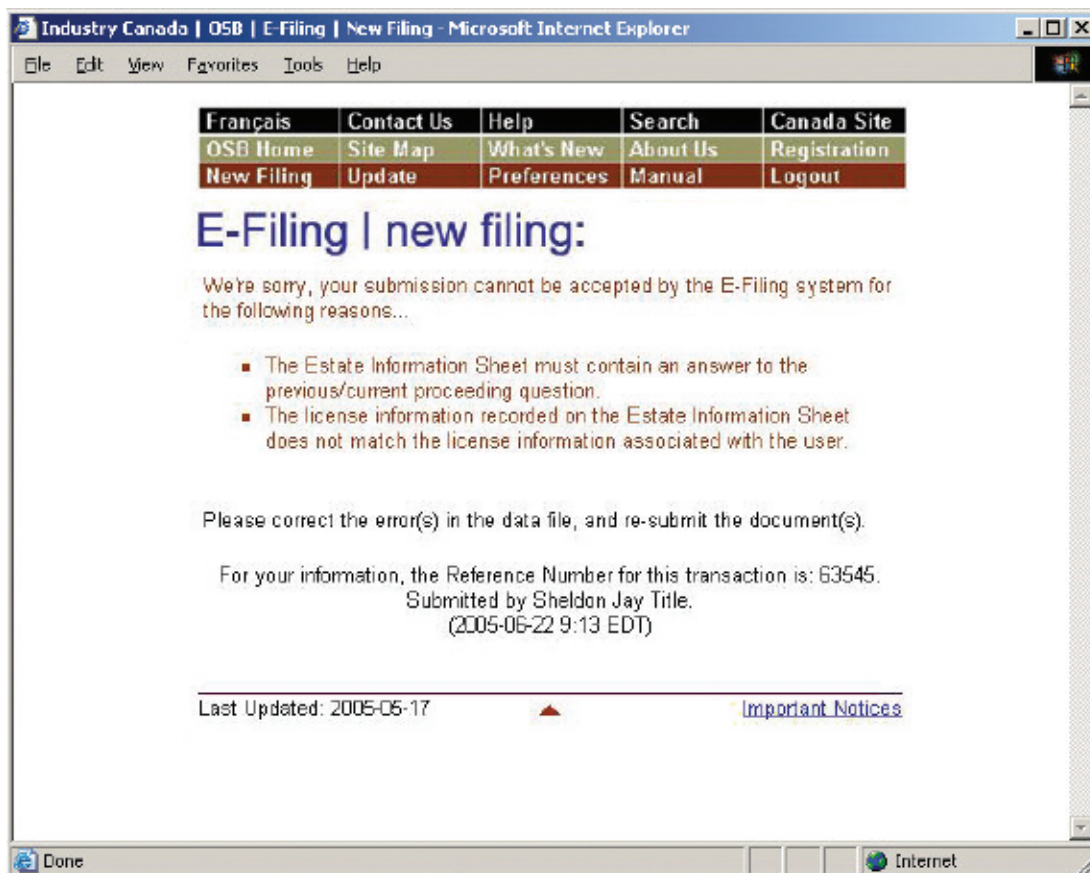 Industry Canada | OSB | E-Filing | New Filing - Microsoft Internet Explorer
File Edit View Favorites Tools Help
Français Contact Us Help Search Canada Site
OSB Home Site Map What's New About Us Registration
New Filing Update Preferences Manual Logout
E-Filing | new filing:
We're sorry, your submission cannot be accepted by the E-Filing system for
the following reasons...
The Estate Information Sheet must contain an answer to the
previous/current proceeding question.
The license information recorded on the Estate Information Sheet
does not match the license information associated with the user.
Please correct the error(s) in the data file, and re-submit the document(s).
For your information, the Reference Number for this transaction is: 63545.
Submitted by Sheldon Jay Title.
(2005-06-22 9:13 EDT)
Last Updated: 2005-05-17 Important Notices
Done Internet